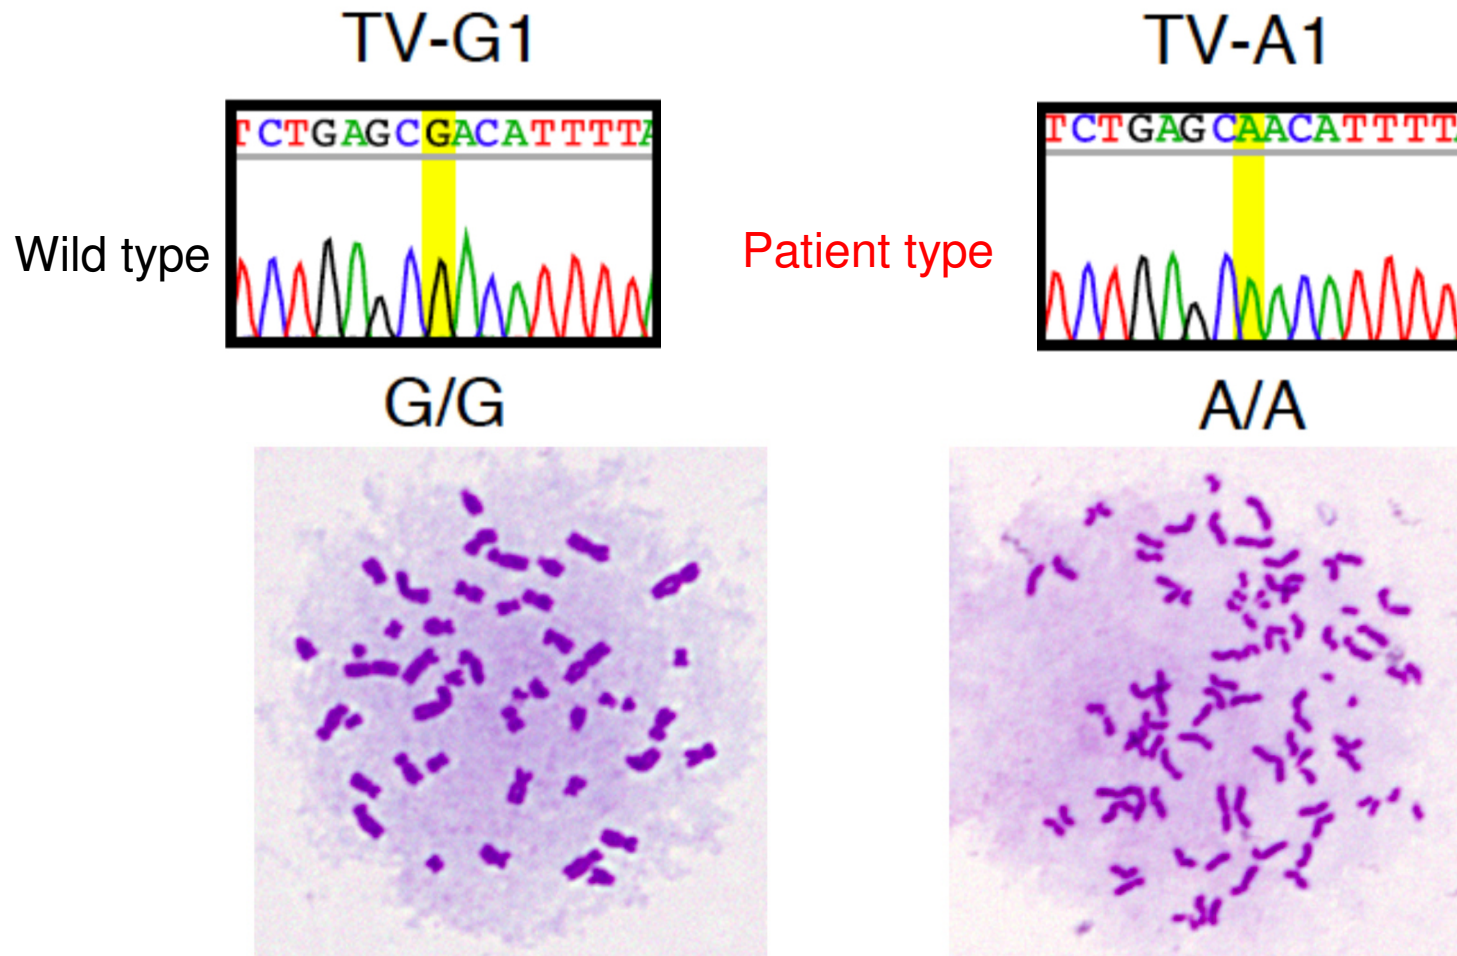 TV-G1
TV-A1
TCTGAGCGACATTTTA
TCTGAGCAACATTTT
Wild type
Patient type
G/G
A/A